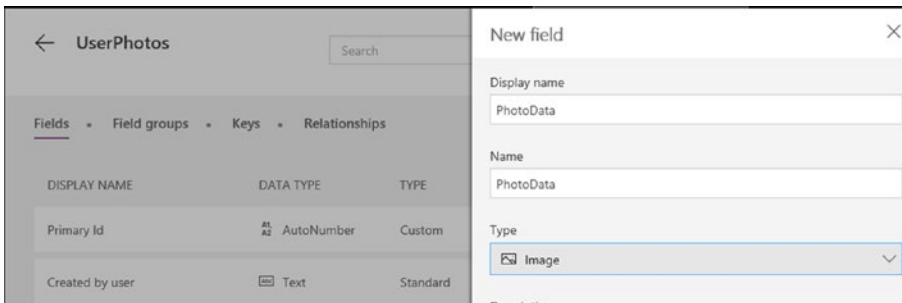 UserPhotos
Search
Fields • Field groups • Keys • Relationships
DISPLAY NAME DATA TYPE TYPE
Primary Id AutoNumber Custom
Created by user Text Standard
New field
Display name
PhotoData
Name
PhotoData
Type
Image